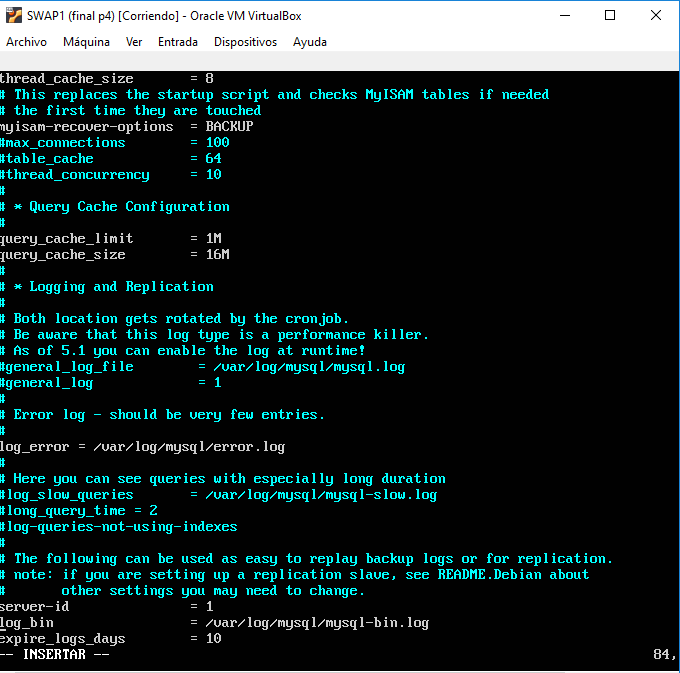 SWAP1 (final p4) [Corriendo] - Oracle VM VirtualBox
Archivo Máquina Ver Entrada Dispositivos Ayuda
thread_cache_size = 8
# This replaces the startup script and checks MyISAM tables if needed
# the first time they are touched
myisam-recover-options = BACKUP
#max_connections = 100
#table_cache = 64
#thread_concurrency = 10
#
# * Query Cache Configuration
#
query_cache_limit = 1M
query_cache_size = 16M
#
# * Logging and Replication
#
# Both location gets rotated by the cronjob.
# Be aware that this log type is a performance killer.
# As of 5.1 you can enable the log at runtime!
#general_log_file = /var/log/mysql/mysql.log
#general_log = 1
#
# Error log - should be very few entries.
#
log_error = /var/log/mysql/error.log
#
# Here you can see queries with especially long duration
#log_slow_queries = /var/log/mysql/mysql-slow.log
#long_query_time = 2
#log-queries-not-using-indexes
#
# The following can be used as easy to replay backup logs or for replication.
# note: if you are setting up a replication slave, see README.Debian about
# other settings you may need to change.
server-id = 1
log_bin = /var/log/mysql/mysql-bin.log
expire_logs_days = 10
-- INSERTAR -- 84,